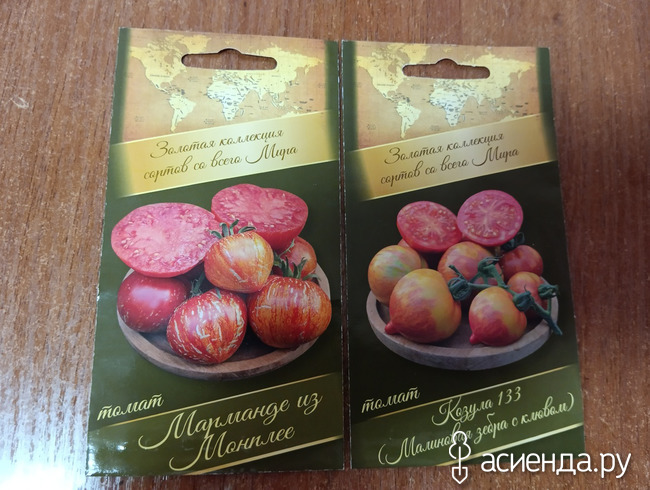 Золотая коллекция
сортов со всего Мира
томат
Марманде из
Монплее
Золотая коллекция
сортов со всего Мира
томат
Козула 133
(Малиновая зебра с клювом)
асиенда.ру